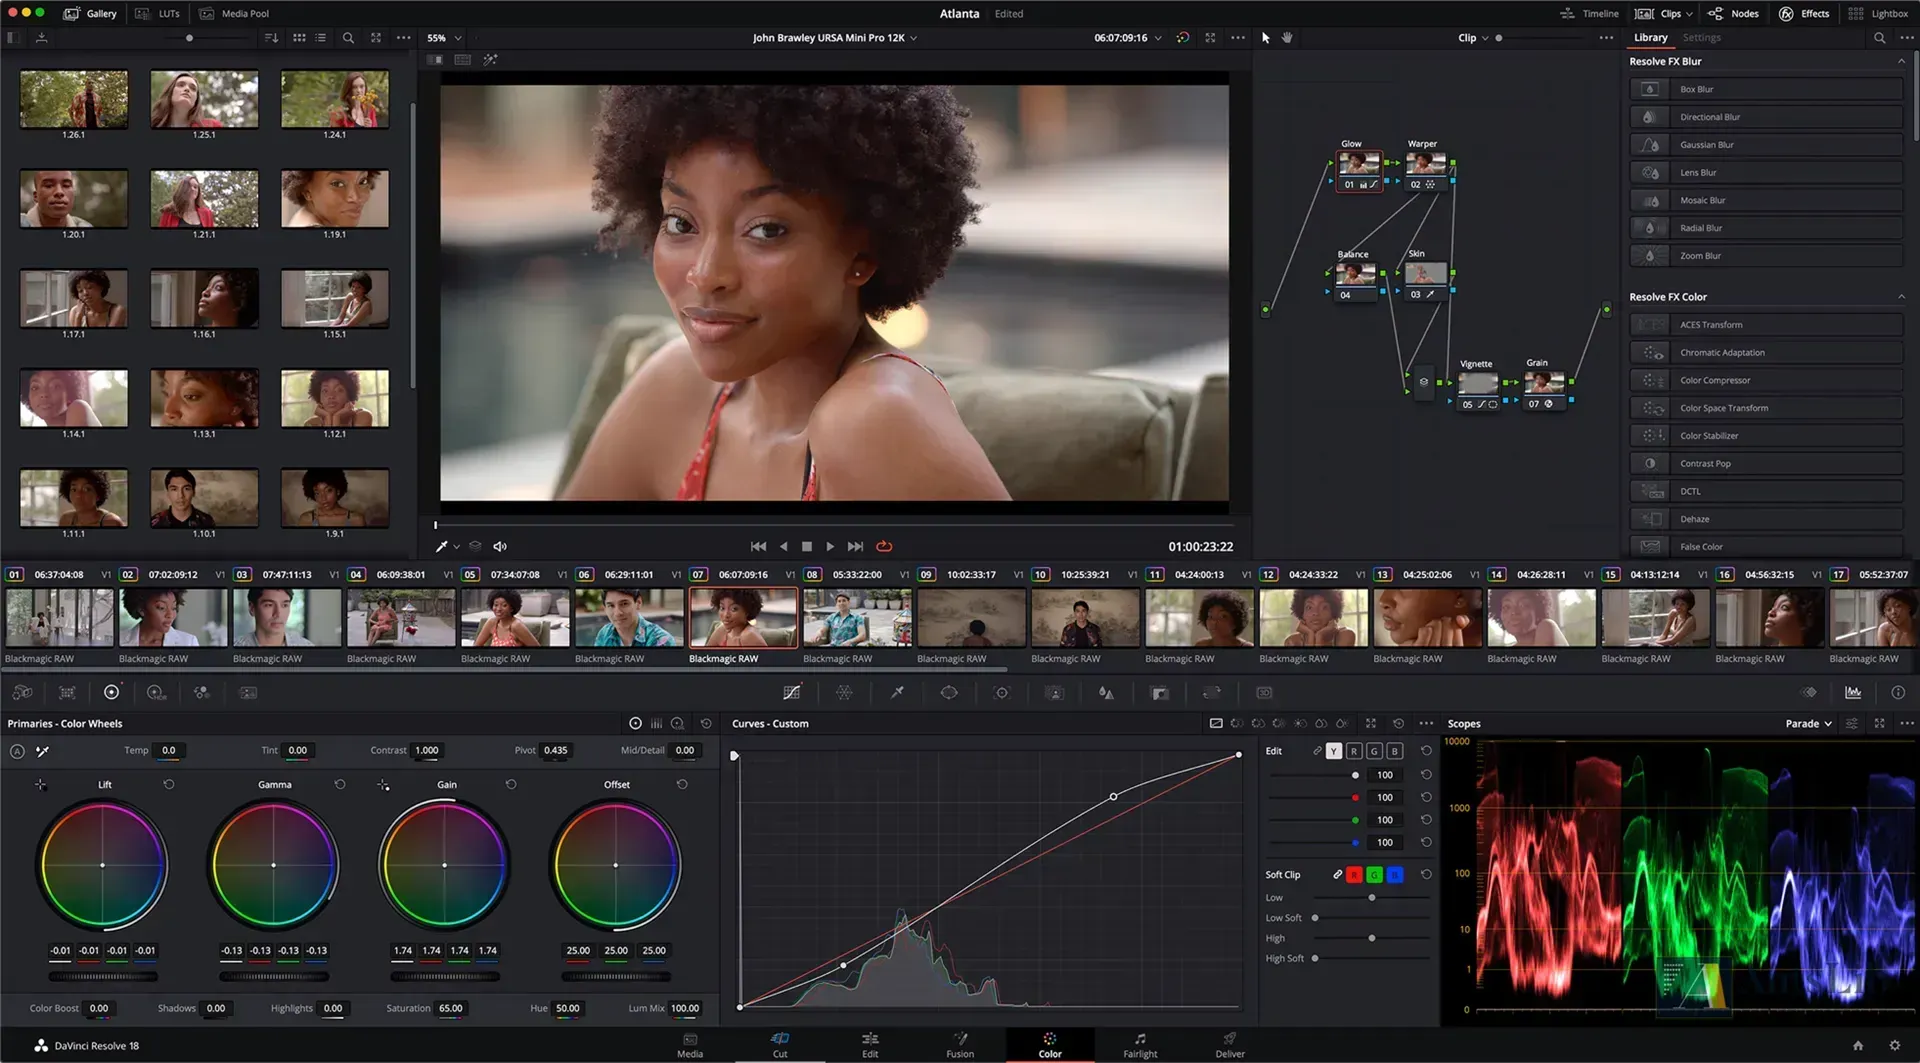 Gallery LUTs Media Pool Atlanta Edited Timeline Clips Nodes Effects Lightbox
55% John Brawley URSA Mini Pro 12K 06:07:09:16 Clip Library Settings
Resolve FX Blur
Box Blur
Directional Blur
Gaussian Blur
Lens Blur
Mosaic Blur
Radial Blur
Zoom Blur
Resolve FX Color
ACES Transform
Chromatic Adaptation
Color Compressor
Color Space Transform
Color Stabilizer
Contrast Pop
DCTL
Dehaze
False Color
1.26.1 1.25.1 1.24.1
1.20.1 1.21.1 1.19.1
1.17.1 1.16.1 1.15.1
1.14.1 1.13.1 1.12.1
1.11.1 1.10.1 1.9.1
Glow Warper
01 02
Balance Skin
04 03
Vignette Grain
05 07
01:00:23:22
01 06:37:04:08 V1 02 07:02:09:12 V1 03 07:47:11:13 V1 04 06:09:38:01 V1 05 07:34:07:08 V1 06 06:29:11:01 V1 07 06:07:09:16 V1 08 05:33:22:00 V1 09 10:02:33:17 V1 10 10:25:39:21 V1 11 04:24:00:13 V1 12 04:24:33:22 V1 13 04:25:02:06 V1 14 04:26:28:11 V1 15 04:13:12:14 V1 16 04:56:32:15 V1 17 05:52:37:07
Blackmagic RAW Blackmagic RAW Blackmagic RAW Blackmagic RAW Blackmagic RAW Blackmagic RAW Blackmagic RAW Blackmagic RAW Blackmagic RAW Blackmagic RAW Blackmagic RAW Blackmagic RAW Blackmagic RAW Blackmagic RAW Blackmagic RAW Blackmagic RAW Blackmagic RAW
HDR 3D
Primaries - Color Wheels Curves - Custom Scopes Parade
A Temp 0.0 Tint 0.00 Contrast 1.000 Pivot 0.435 Mid/Detail 0.00
Lift Gamma Gain Offset
-0.01 -0.01 -0.01 -0.01 -0.13 -0.13 -0.13 -0.13 1.74 1.74 1.74 1.74 25.00 25.00 25.00
Color Boost 0.00 Shadows 0.00 Highlights 0.00 Saturation 65.00 Hue 50.00 Lum Mix 100.00
Edit Y R G B
100
100
100
100
Soft Clip R G B
Low
Low Soft
High
High Soft
10000
1000
100
10
1
0
DaVinci Resolve 18 Media Cut Edit Fusion Color Fairlight Deliver